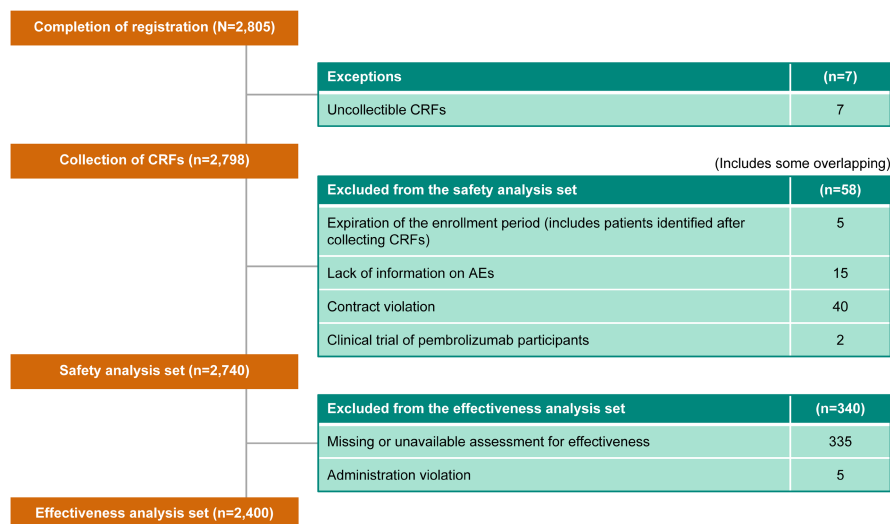 Completion of registration (N=2,805)
Exceptions (n=7)
Uncollectible CRFs 7
Collection of CRFs (n=2,798)
(Includes some overlapping)
Excluded from the safety analysis set (n=58)
Expiration of the enrollment period (includes patients identified after
collecting CRFs) 5
Lack of information on AEs 15
Contract violation 40
Clinical trial of pembrolizumab participants 2
Safety analysis set (n=2,740)
Excluded from the effectiveness analysis set (n=340)
Missing or unavailable assessment for effectiveness 335
Administration violation 5
Effectiveness analysis set (n=2,400)